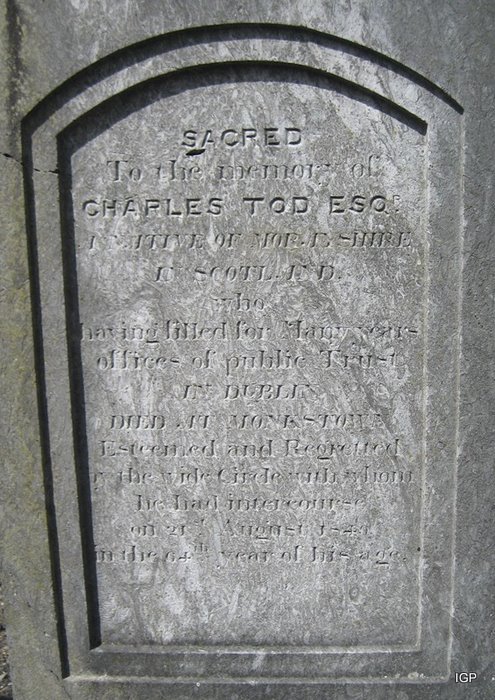 SACRED
To the memory of
CHARLES TOD ESQR
A NATIVE OF MORAYSHIRE
IN SCOTLAND.
who
having filled for Many years
offices of public Trust
IN DUBLIN
DIED AT MONKSTOWN
Esteemed and Regretted
by the wide Circle with whom
he had intercourse
on 21st August
in the 64th year of his age.
IGP